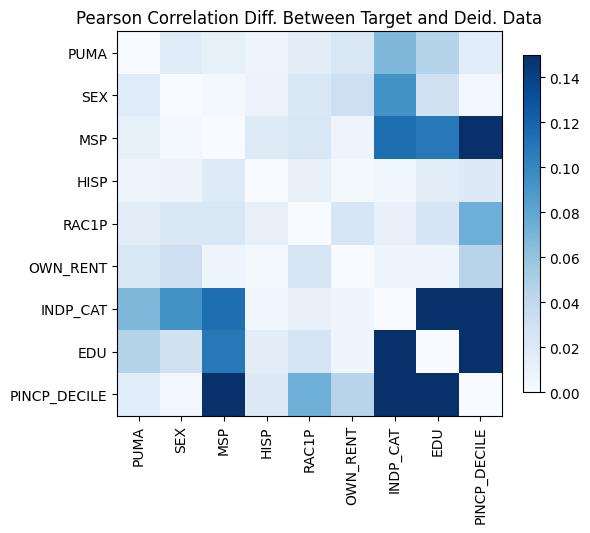 Pearson Correlation Diff. Between Target and Deid. Data
PUMA
SEX
MSP
HISP
RAC1P
OWN_RENT
INDP_CAT
EDU
PINCP_DECILE
PUMA
SEX
MSP
HISP
RAC1P
OWN_RENT
INDP_CAT
EDU
PINCP_DECILE
0.14
0.12
0.10
0.08
0.06
0.04
0.02
0.00